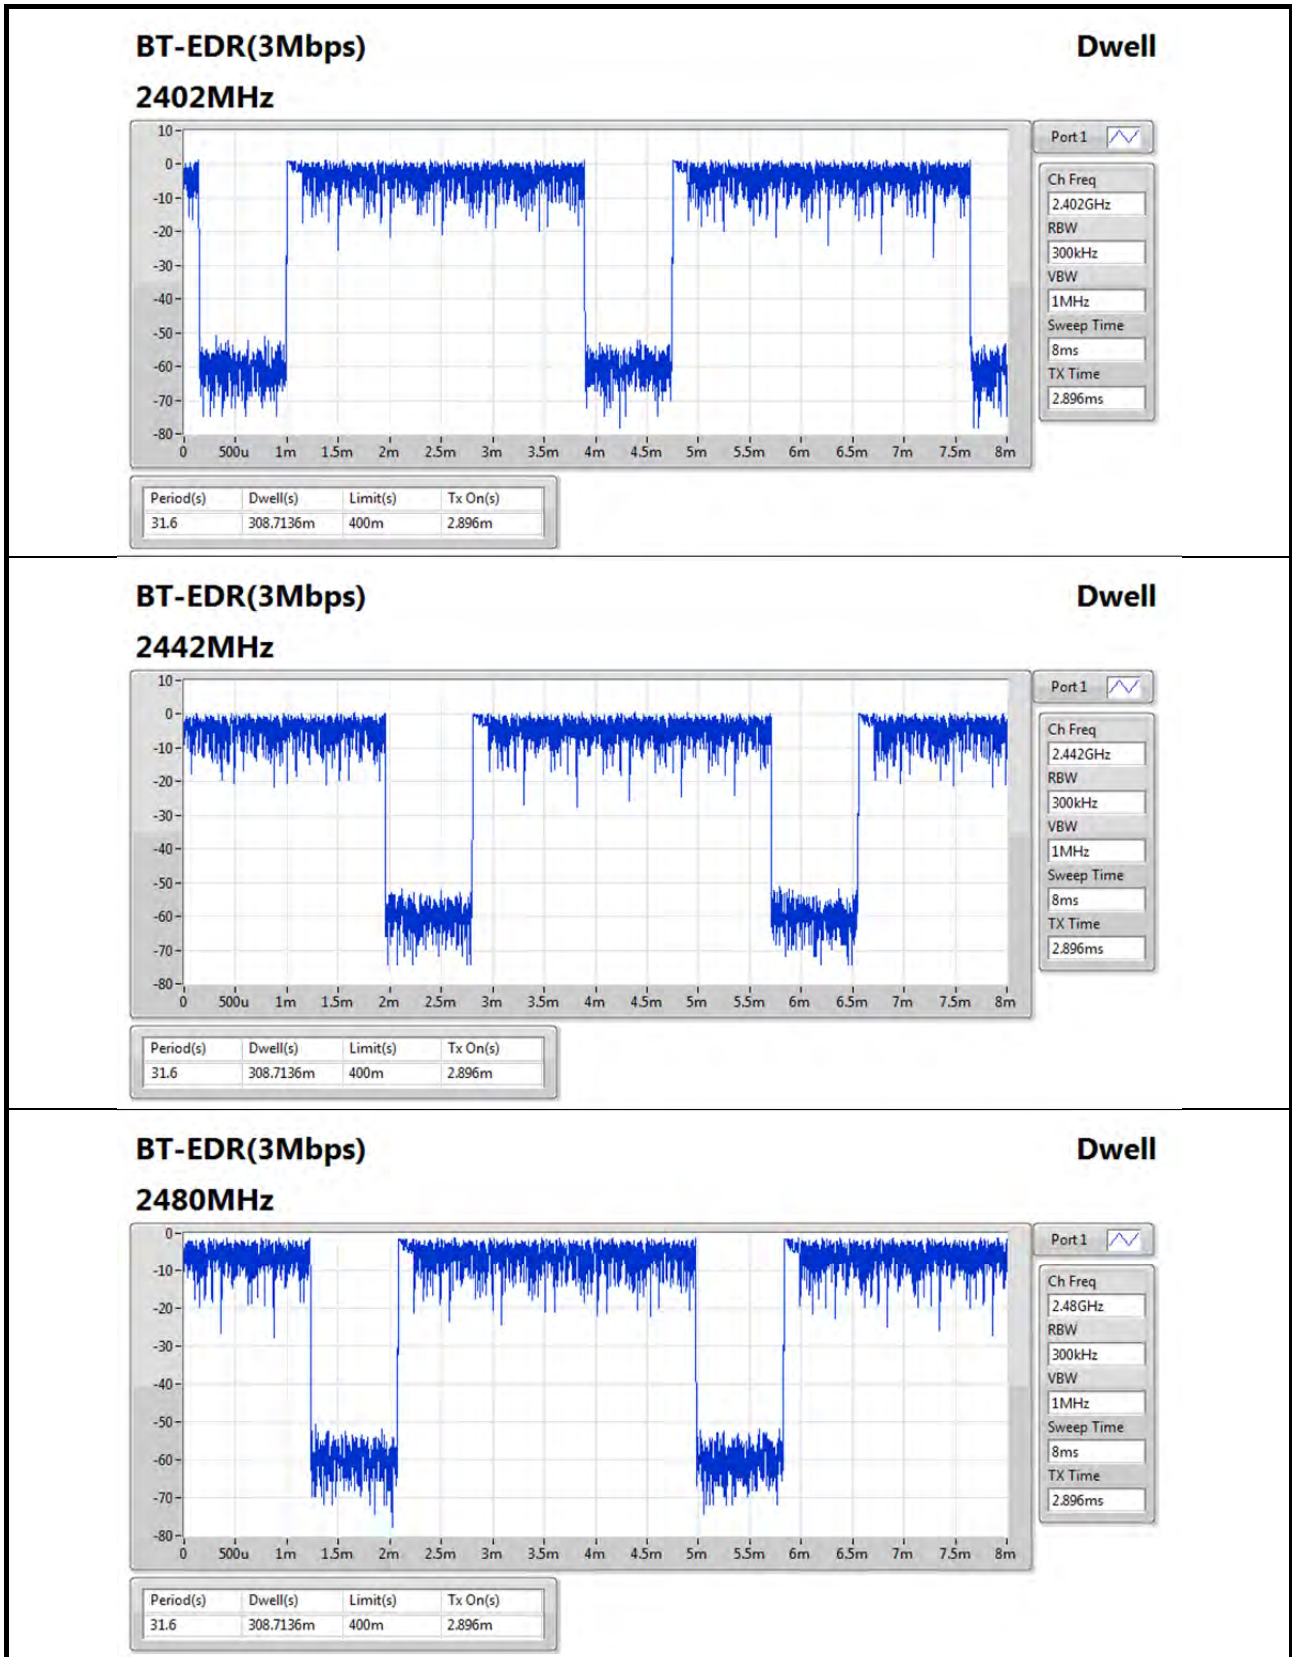 BT-EDR(3Mbps) Dwell
2402MHz
10
0
-10
-20
-30
-40
-50
-60
-70
-80
0 500u 1m 1.5m 2m 2.5m 3m 3.5m 4m 4.5m 5m 5.5m 6m 6.5m 7m 7.5m 8m
Port 1
Ch Freq
2.402GHz
RBW
300kHz
VBW
1MHz
Sweep Time
8ms
TX Time
2.896ms
Period(s) Dwell(s) Limit(s) Tx On(s)
31.6 308.7136m 400m 2.896m
BT-EDR(3Mbps) Dwell
2442MHz
10
0
-10
-20
-30
-40
-50
-60
-70
-80
0 500u 1m 1.5m 2m 2.5m 3m 3.5m 4m 4.5m 5m 5.5m 6m 6.5m 7m 7.5m 8m
Port 1
Ch Freq
2.442GHz
RBW
300kHz
VBW
1MHz
Sweep Time
8ms
TX Time
2.896ms
Period(s) Dwell(s) Limit(s) Tx On(s)
31.6 308.7136m 400m 2.896m
BT-EDR(3Mbps) Dwell
2480MHz
0
-10
-20
-30
-40
-50
-60
-70
-80
0 500u 1m 1.5m 2m 2.5m 3m 3.5m 4m 4.5m 5m 5.5m 6m 6.5m 7m 7.5m 8m
Port 1
Ch Freq
2.48GHz
RBW
300kHz
VBW
1MHz
Sweep Time
8ms
TX Time
2.896ms
Period(s) Dwell(s) Limit(s) Tx On(s)
31.6 308.7136m 400m 2.896m